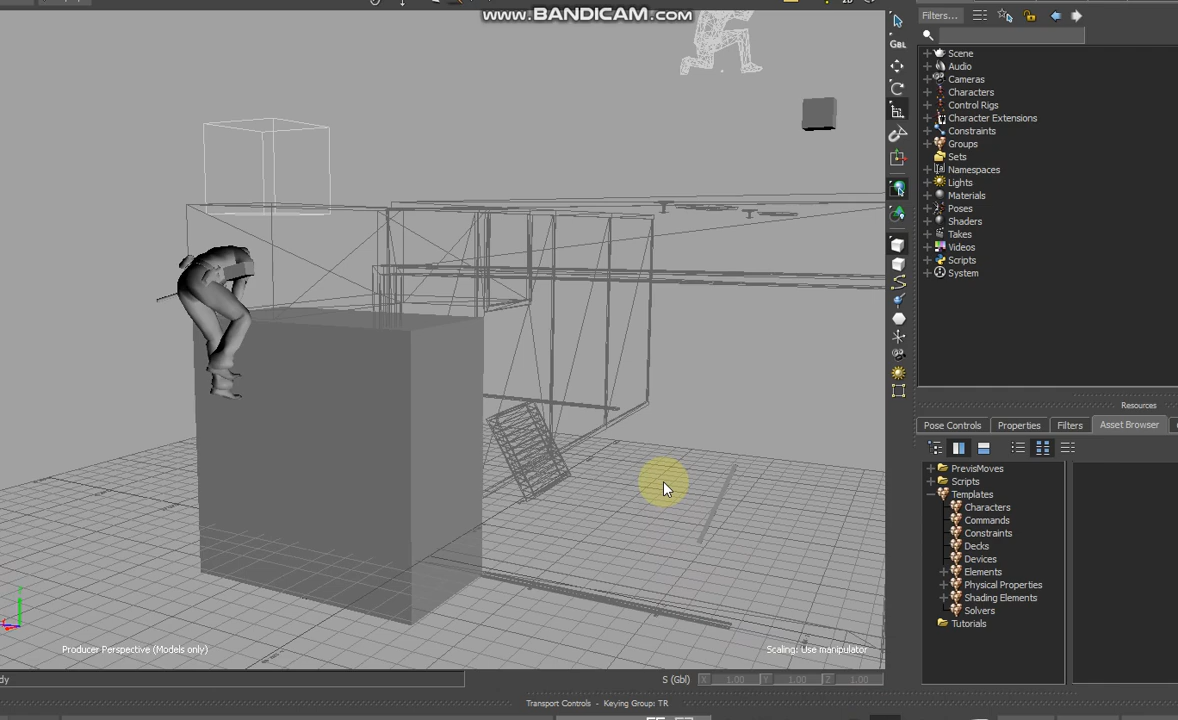 WWW.BANDICAM.COM
Filters...
GBL
Scene
Audio
Cameras
Characters
Control Rigs
Character Extensions
Constraints
Groups
Sets
Namespaces
Lights
Materials
Poses
Shaders
Takes
Videos
Scripts
System
Resources
Pose Controls
Properties
Filters
Asset Browser
PrevisMoves
Scripts
Templates
Characters
Commands
Constraints
Decks
Devices
Elements
Physical Properties
Shading Elements
Solvers
Tutorials
Producer Perspective (Models only)
Scaling: Use manipulator
dy
S (Gbl) X 1.00 Y 1.00 Z 1.00
Transport Controls - Keying Group: TR